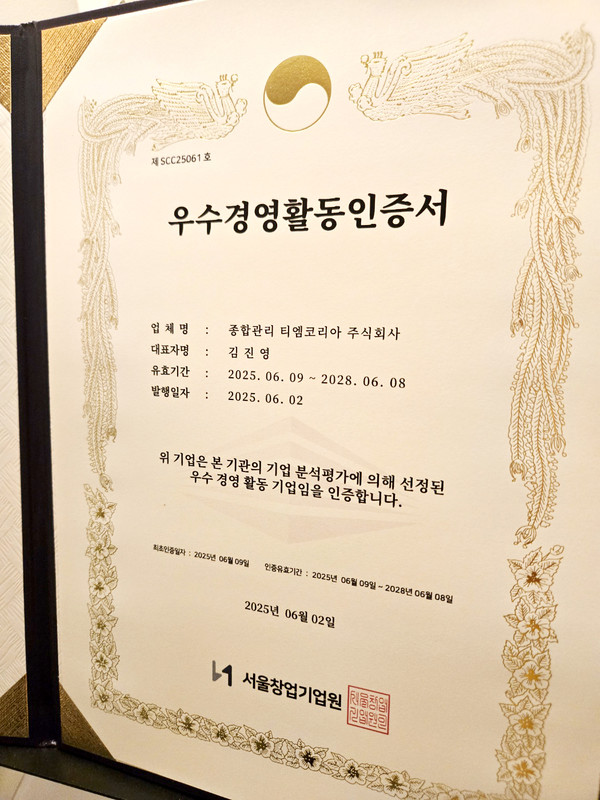 제 SCC25061 호
우수경영활동인증서
업 체 명 : 종합관리 티엠코리아 주식회사
대표자명 : 김 진 영
유효기간 : 2025. 06. 09 ~ 2028. 06. 08
발행일자 : 2025. 06. 02
위 기업은 본 기관의 기업 분석평가에 의해 선정된
우수 경영 활동 기업임을 인증합니다.
최초인증일자 : 2025년 06월 09일 인증유효기간 : 2025년 06월 09일 ~ 2028년 06월 08일
2025년 06월 02일
서울창업기업원